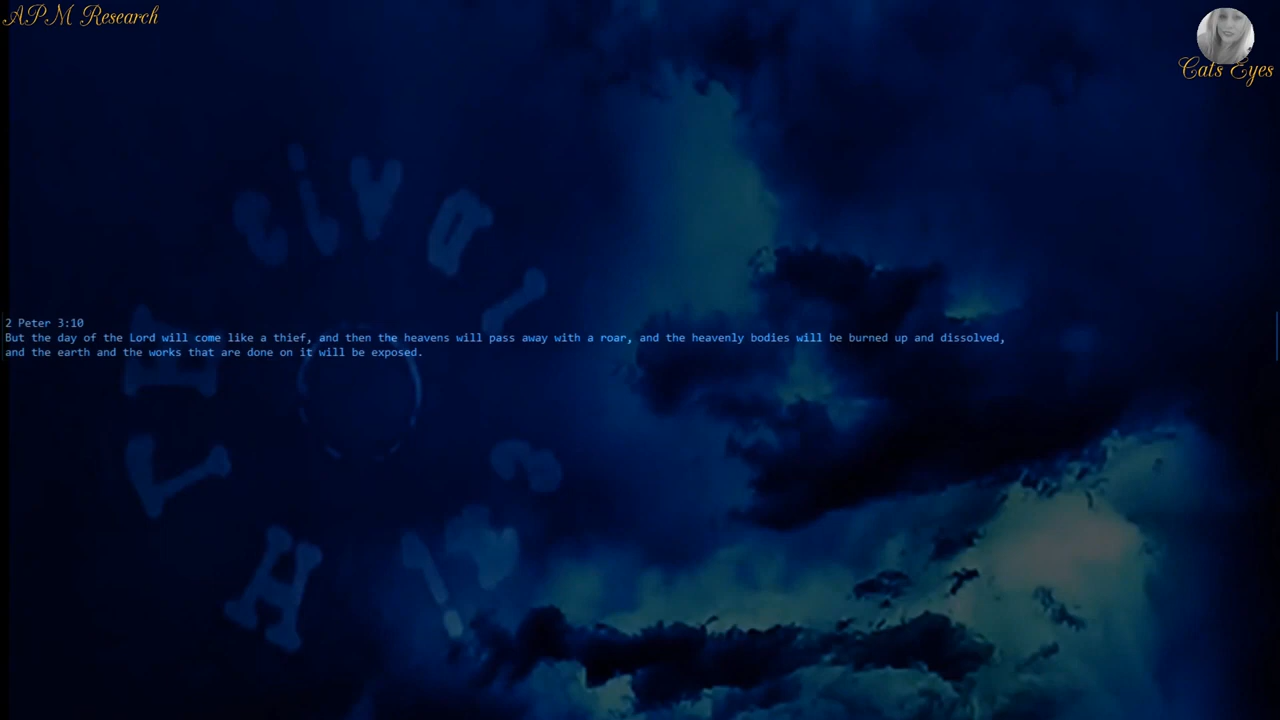 APM Research
Cats Eyes
2 Peter 3:10
But the day of the Lord will come like a thief, and then the heavens will pass away with a roar, and the heavenly bodies will be burned up and dissolved,
and the earth and the works that are done on it will be exposed.